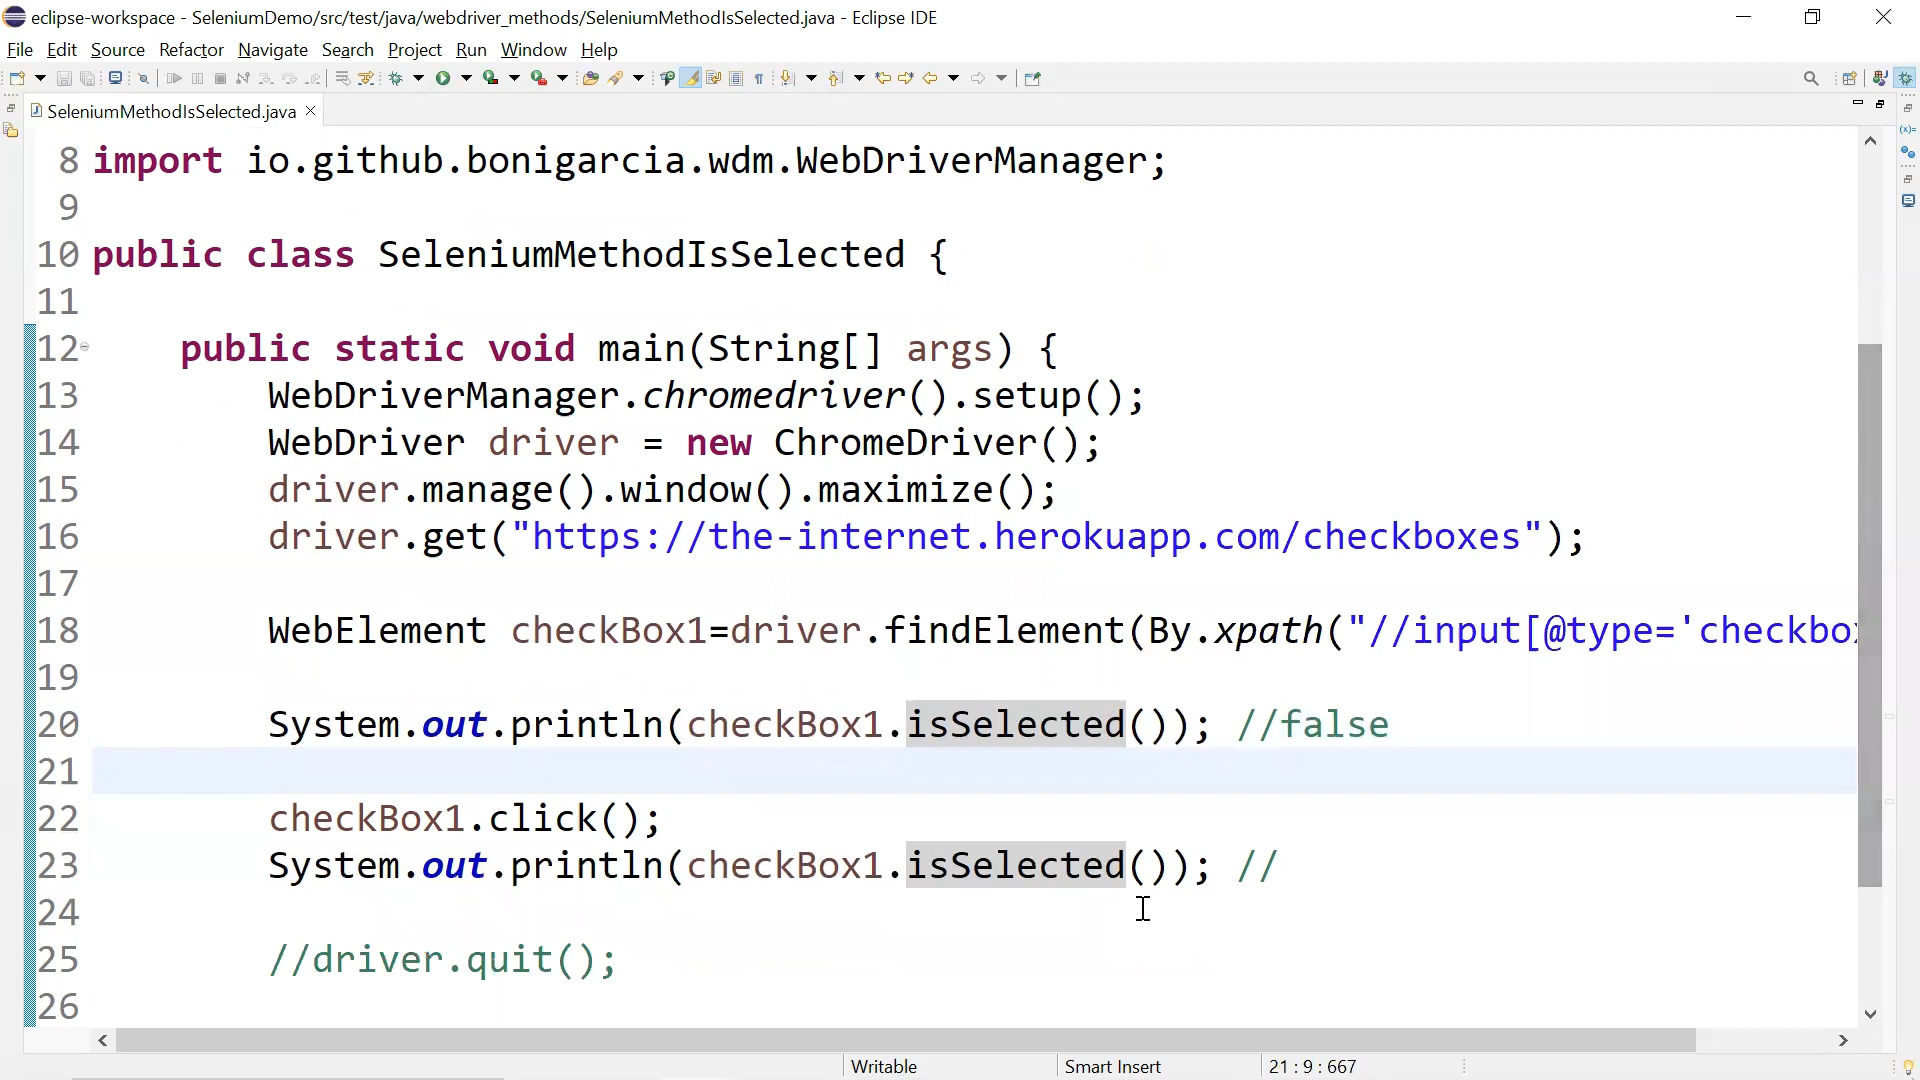 eclipse-workspace - SeleniumDemo/src/test/java/webdriver_methods/SeleniumMethodIsSelected.java - Eclipse IDE
File Edit Source Refactor Navigate Search Project Run Window Help
SeleniumMethodIsSelected.java
8 import io.github.bonigarcia.wdm.WebDriverManager;
9
10 public class SeleniumMethodIsSelected {
11
12 public static void main(String[] args) {
13 WebDriverManager.chromedriver().setup();
14 WebDriver driver = new ChromeDriver();
15 driver.manage().window().maximize();
16 driver.get("https://the-internet.herokuapp.com/checkboxes");
17
18 WebElement checkBox1=driver.findElement(By.xpath("//input[@type='checkbo
19
20 System.out.println(checkBox1.isSelected()); //false
21
22 checkBox1.click();
23 System.out.println(checkBox1.isSelected()); //
24
25 //driver.quit();
26
Writable Smart Insert 21 : 9 : 667